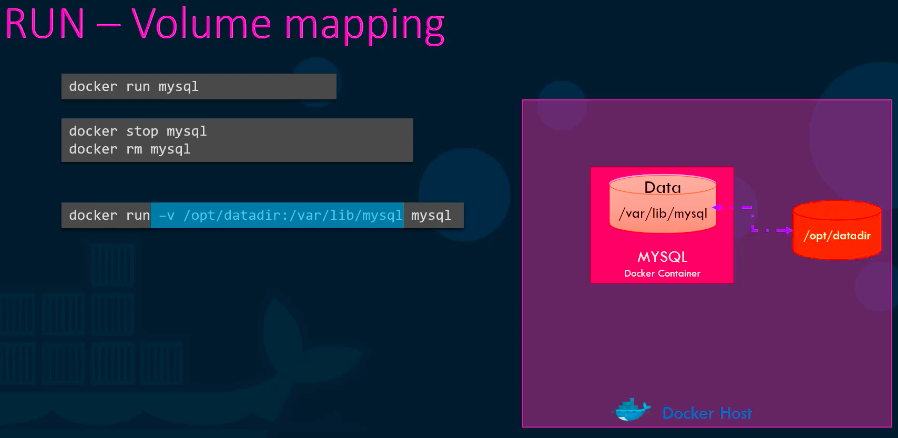 RUN – Volume mapping
docker run mysql
docker stop mysql
docker rm mysql
docker run -v /opt/datadir:/var/lib/mysql mysql
Data
/var/lib/mysql
MYSQL
Docker Container
/opt/datadir
Docker Host